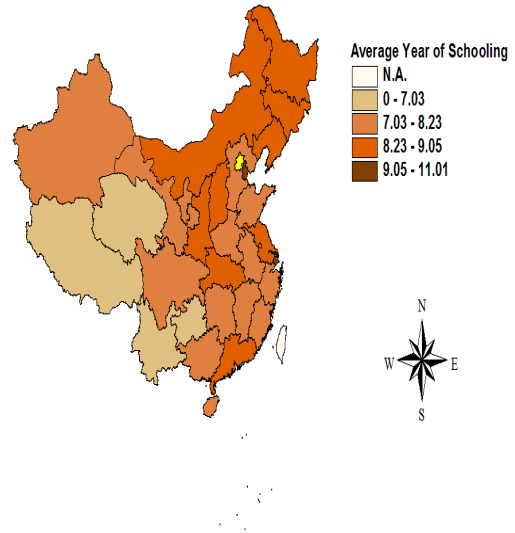 Average Year of Schooling
N.A.
0 - 7.03
7.03 - 8.23
8.23 - 9.05
9.05 - 11.01
N
W E
S